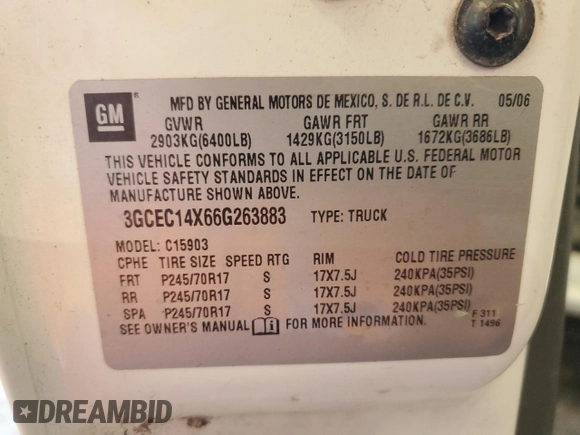 GM
MFD BY GENERAL MOTORS DE MEXICO, S. DE R.L. DE C.V. 05/06
GVWR GAWR FRT GAWR RR
2903KG(6400LB) 1429KG(3150LB) 1672KG(3686LB)
THIS VEHICLE CONFORMS TO ALL APPLICABLE U.S. FEDERAL MOTOR
VEHICLE SAFETY STANDARDS IN EFFECT ON THE DATE OF
MANUFACTURE SHOWN ABOVE.
3GCEC14X66G263883 TYPE: TRUCK
MODEL: C15903
CPHE TIRE SIZE SPEED RTG RIM COLD TIRE PRESSURE
FRT P245/70R17 S 17X7.5J 240KPA(35PSI)
RR P245/70R17 S 17X7.5J 240KPA(35PSI)
SPA P245/70R17 S 17X7.5J 240KPA(35PSI)
SEE OWNER'S MANUAL i FOR MORE INFORMATION.
F 311
T 1496
DREAMBID